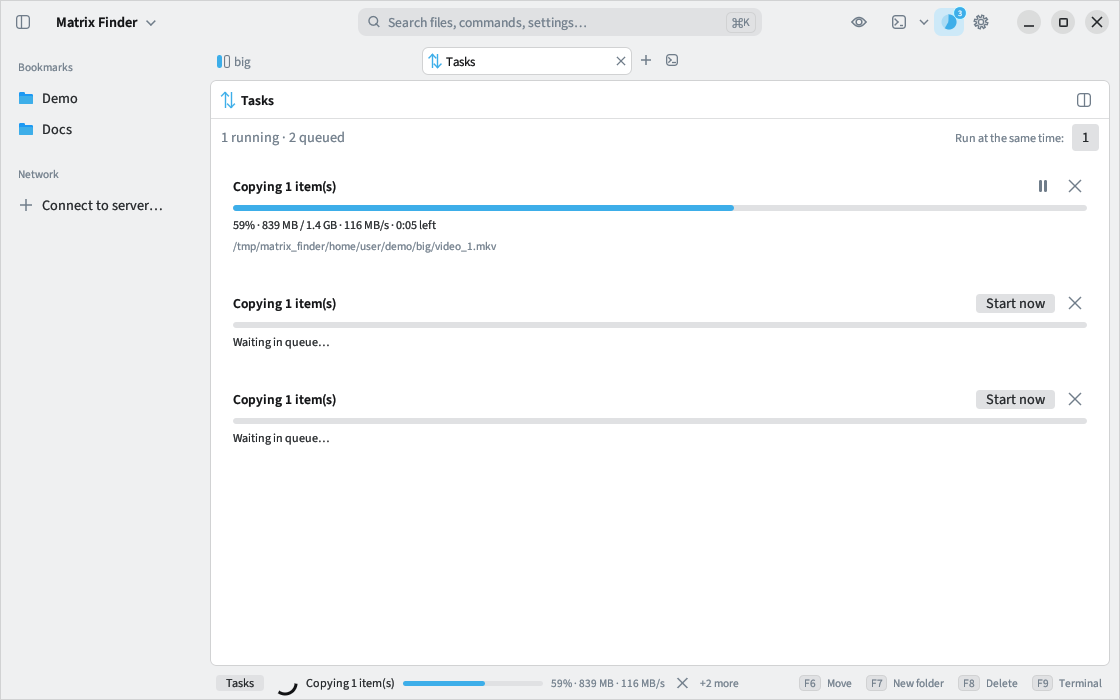 Matrix Finder
Search files, commands, settings…
⌘K
3
Bookmarks
Demo
Docs
Network
Connect to server…
big
Tasks
Tasks
1 running · 2 queued
Run at the same time:
1
Copying 1 item(s)
59% · 839 MB / 1.4 GB · 116 MB/s · 0:05 left
/tmp/matrix_finder/home/user/demo/big/video_1.mkv
Copying 1 item(s)
Start now
Waiting in queue…
Copying 1 item(s)
Start now
Waiting in queue…
Tasks
Copying 1 item(s)
59% · 839 MB · 116 MB/s
+2 more
F6 Move
F7 New folder
F8 Delete
F9 Terminal